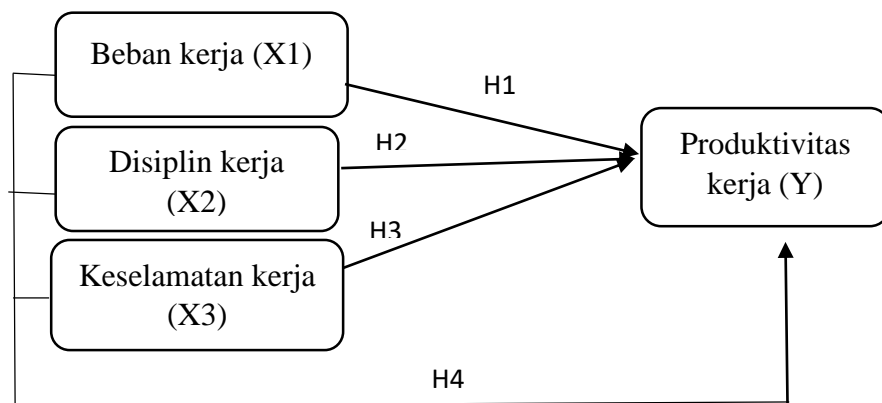 Beban kerja (X1)
H1
Disiplin kerja
(X2)
H2
Produktivitas
kerja (Y)
Keselamatan kerja
(X3)
H3
H4